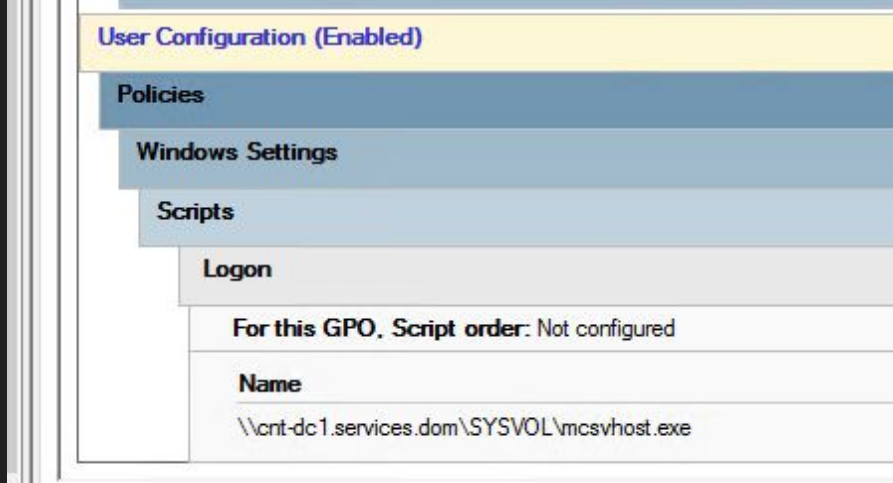 User Configuration (Enabled)
Policies
Windows Settings
Scripts
Logon
For this GPO, Script order: Not configured
Name
\\cnt-dc1.services.dom\SYSVOL\mcsvhost.exe